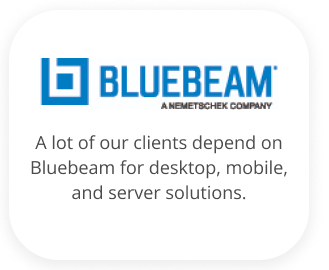 BLUEBEAM
A NEMETSCHEK COMPANY
A lot of our clients depend on
Bluebeam for desktop, mobile,
and server solutions.